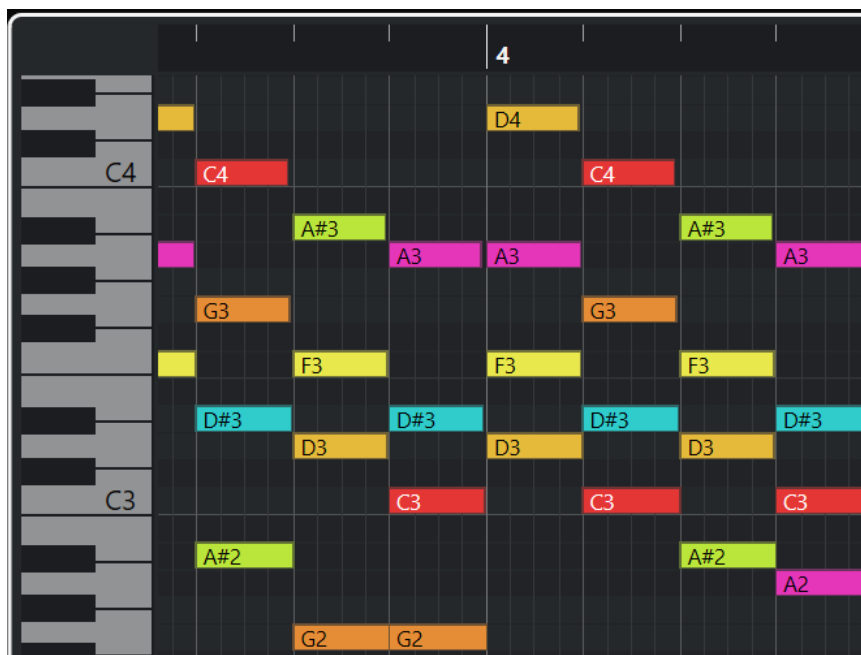 4
D4
C4 C4 C4
A#3 A#3
A3 A3 A3
G3 G3
F3 F3 F3
D#3 D#3 D#3 D#3
D3 D3 D3
C3 C3 C3 C3
A#2 A#2
A2
G2 G2